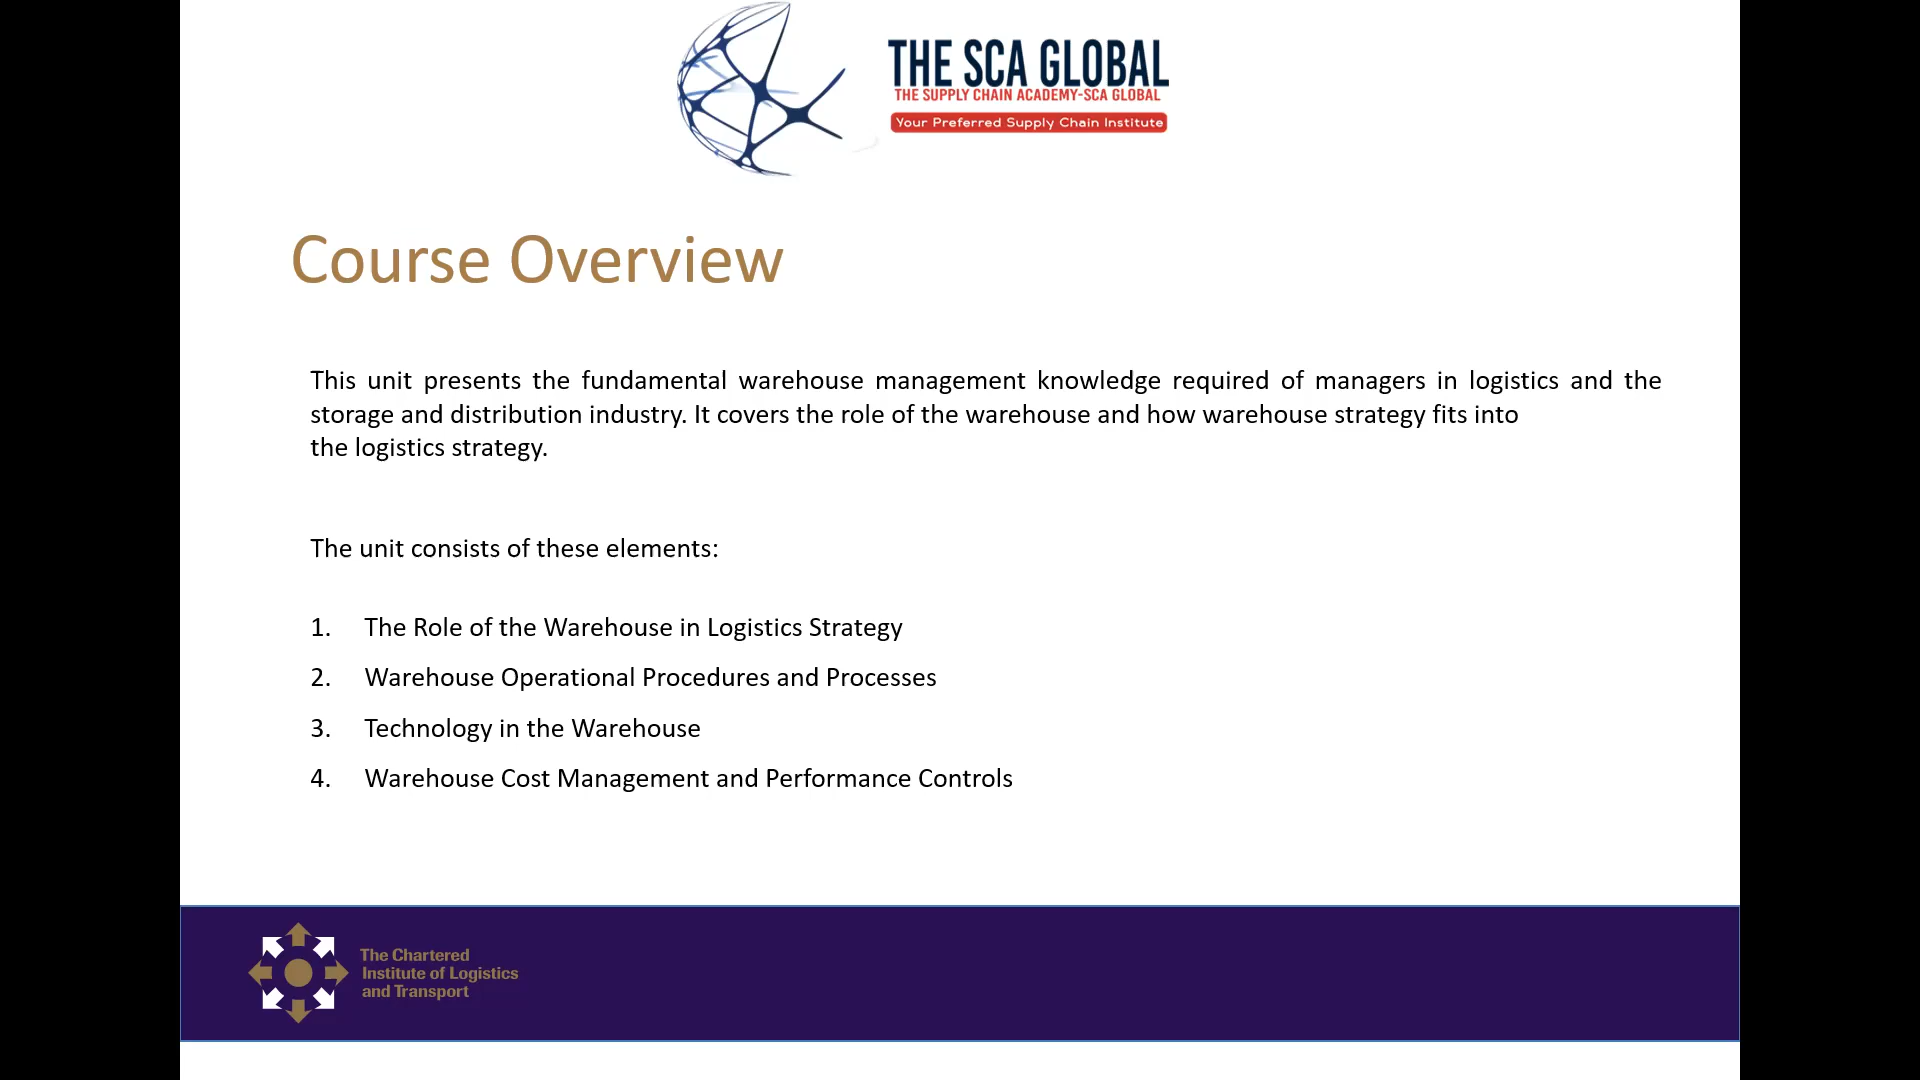 THE SCA GLOBAL
THE SUPPLY CHAIN ACADEMY-SCA GLOBAL
Your Preferred Supply Chain Institute
Course Overview
This unit presents the fundamental warehouse management knowledge required of managers in logistics and the
storage and distribution industry. It covers the role of the warehouse and how warehouse strategy fits into
the logistics strategy.
The unit consists of these elements:
1. The Role of the Warehouse in Logistics Strategy
2. Warehouse Operational Procedures and Processes
3. Technology in the Warehouse
4. Warehouse Cost Management and Performance Controls
The Chartered
Institute of Logistics
and Transport